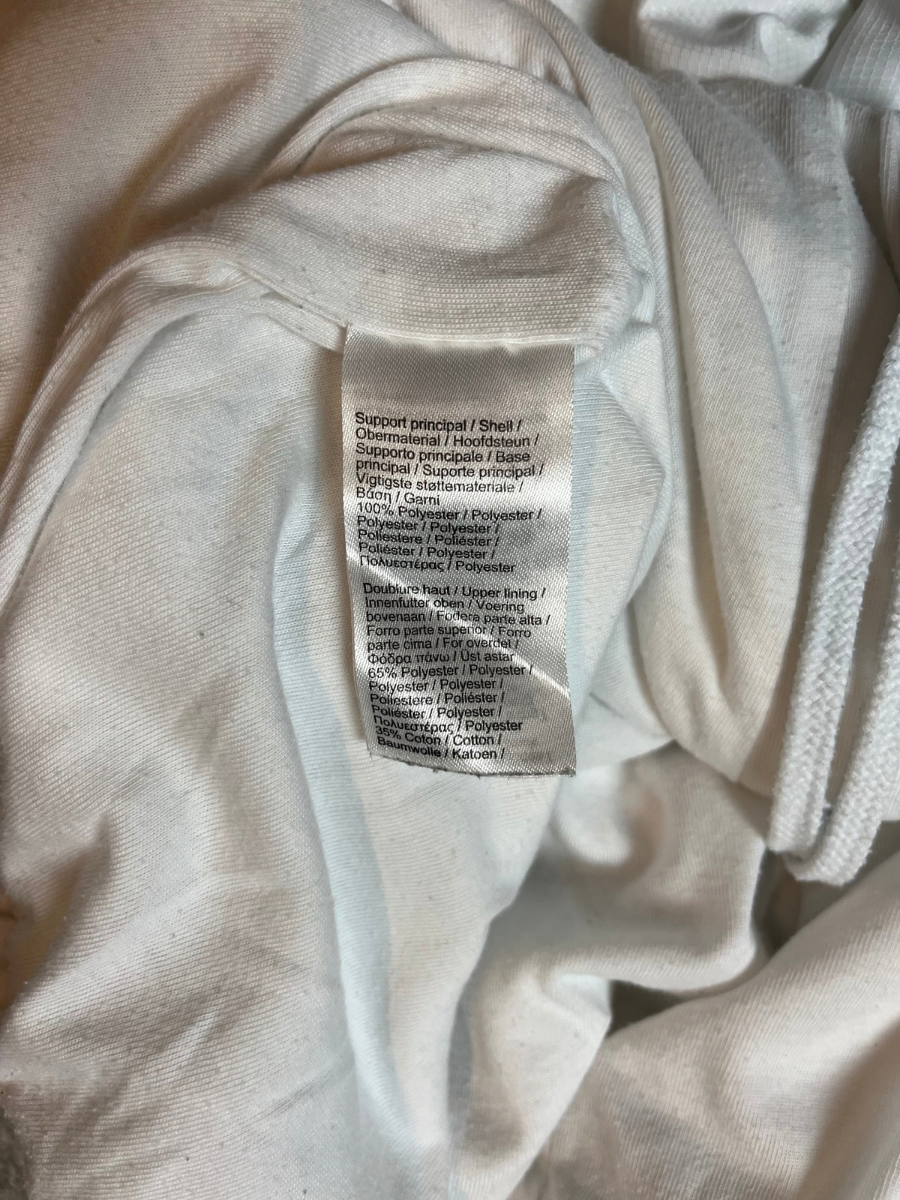 Support principal / Shell /
Obermaterial / Hoofdsteun /
Supporto principale / Base
principal / Suporte principal /
Vigtigste støttemateriale /
Βάση / Garni
100% Polyester / Polyester /
Polyester / Polyester /
Poliestere / Poliéster /
Poliéster / Polyester /
Πολυεστέρας / Polyester
Doublure haut / Upper lining /
Innenfutter oben / Voering
bovenaan / Fodera parte alta /
Forro parte superior / Forro
parte cima / For overdel /
Φόδρα πάνω / Üst astar
65% Polyester / Polyester /
Polyester / Polyester /
Poliestere / Poliéster /
Poliéster / Polyester /
Πολυεστέρας / Polyester
35% Coton / Cotton /
Baumwolle / Katoen /